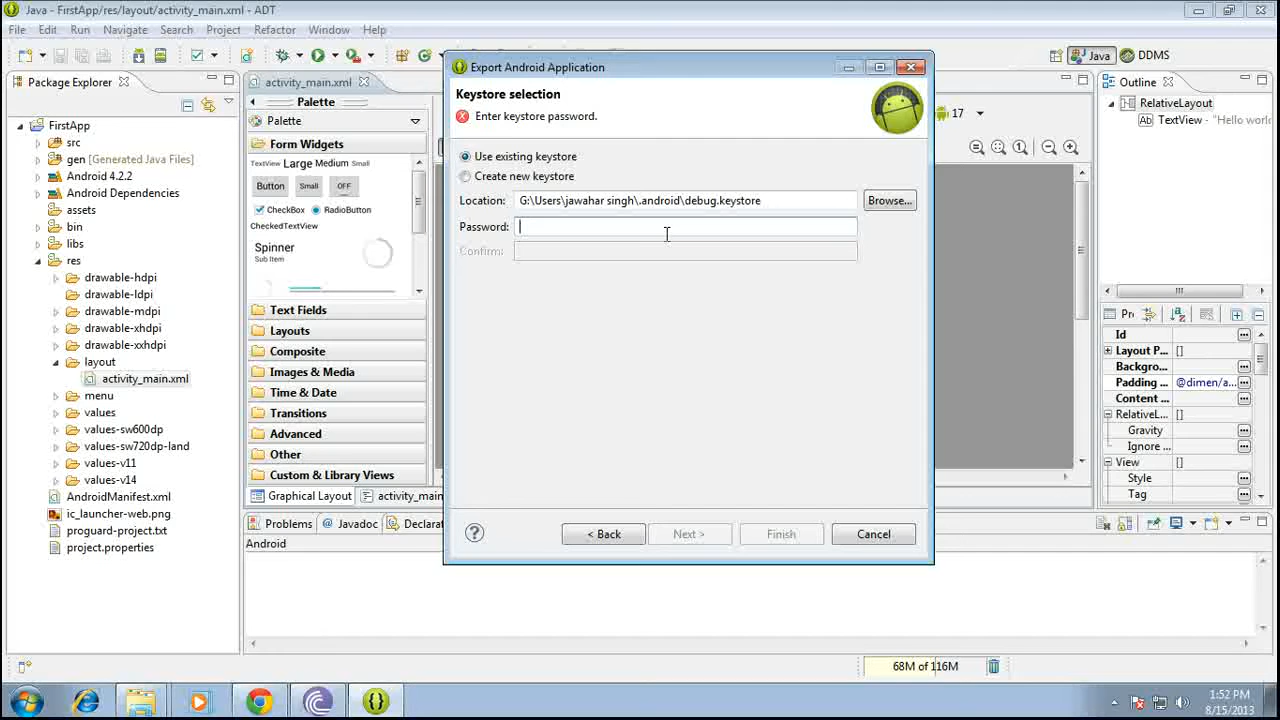 Java - FirstApp/res/layout/activity_main.xml - ADT
File Edit Run Navigate Search Project Refactor Window Help
Java DDMS
Package Explorer
FirstApp
src
gen [Generated Java Files]
Android 4.2.2
Android Dependencies
assets
bin
libs
res
drawable-hdpi
drawable-ldpi
drawable-mdpi
drawable-xhdpi
drawable-xxhdpi
layout
activity_main.xml
menu
values
values-sw600dp
values-sw720dp-land
values-v11
values-v14
AndroidManifest.xml
ic_launcher-web.png
proguard-project.txt
project.properties
activity_main.xml
Palette
Palette
Form Widgets
TextView Large Medium Small
Button Small OFF
CheckBox RadioButton
CheckedTextView
Spinner
Sub Item
Text Fields
Layouts
Composite
Images & Media
Time & Date
Transitions
Advanced
Other
Custom & Library Views
Graphical Layout activity_main
Export Android Application
Keystore selection
Enter keystore password.
Use existing keystore
Create new keystore
Location: G:\Users\jawahar singh\.android\debug.keystore Browse...
Password:
Confirm:
< Back Next > Finish Cancel
17
Outline
RelativeLayout
Ab TextView - "Hello world
Pr
Id
Layout P... []
Backgro...
Padding ... @dimen/a...
Content ...
RelativeL... []
Gravity
Ignore ...
View []
Style
Tag
Problems @ Javadoc Declarat
Android
68M of 116M
1:52 PM
8/15/2013